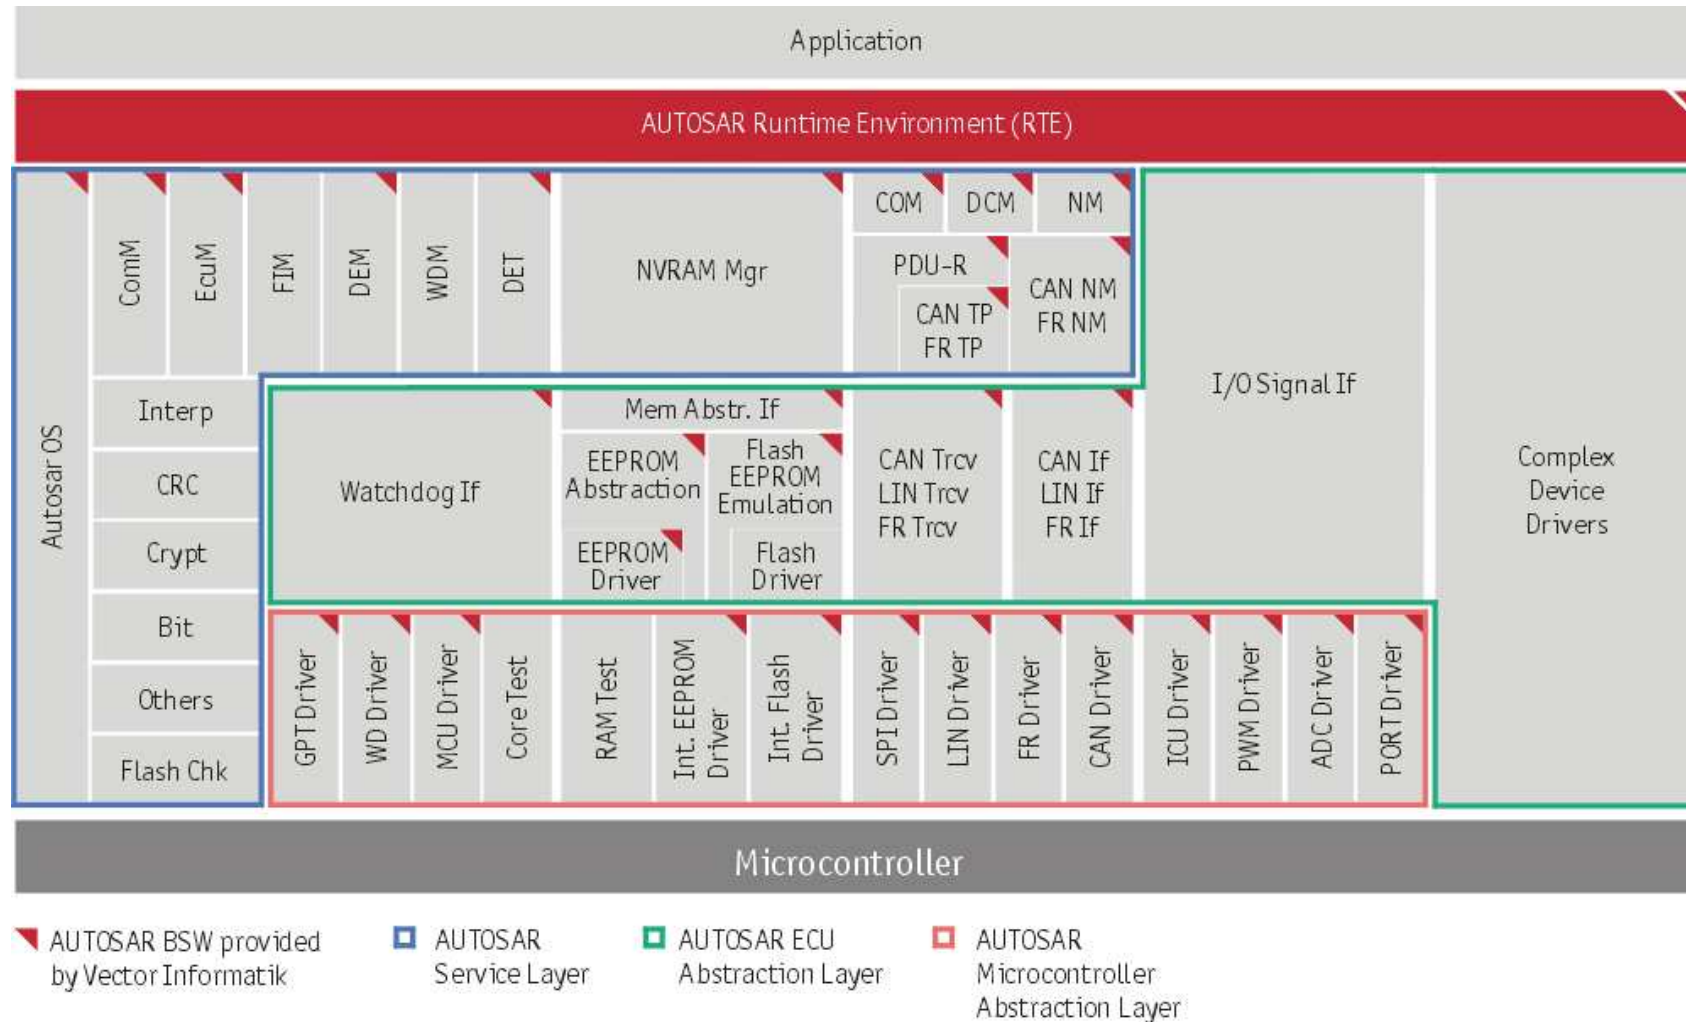 Application
AUTOSAR Runtime Environment (RTE)
Autosar OS
ComM
EcuM
FIM
DEM
WDM
DET
NVRAM Mgr
COM
DCM
NM
PDU-R
CAN TP
FR TP
CAN NM
FR NM
I/O Signal If
Complex
Device
Drivers
Interp
CRC
Crypt
Bit
Others
Flash Chk
Watchdog If
Mem Abstr. If
EEPROM
Abstraction
Flash
EEPROM
Emulation
EEPROM
Driver
Flash
Driver
CAN Trcv
LIN Trcv
FR Trcv
CAN If
LIN If
FR If
GPT Driver
WD Driver
MCU Driver
Core Test
RAM Test
Int. EEPROM
Driver
Int. Flash
Driver
SPI Driver
LIN Driver
FR Driver
CAN Driver
ICU Driver
PWM Driver
ADC Driver
PORT Driver
Microcontroller
AUTOSAR BSW provided
by Vector Informatik
AUTOSAR
Service Layer
AUTOSAR ECU
Abstraction Layer
AUTOSAR
Microcontroller
Abstraction Layer